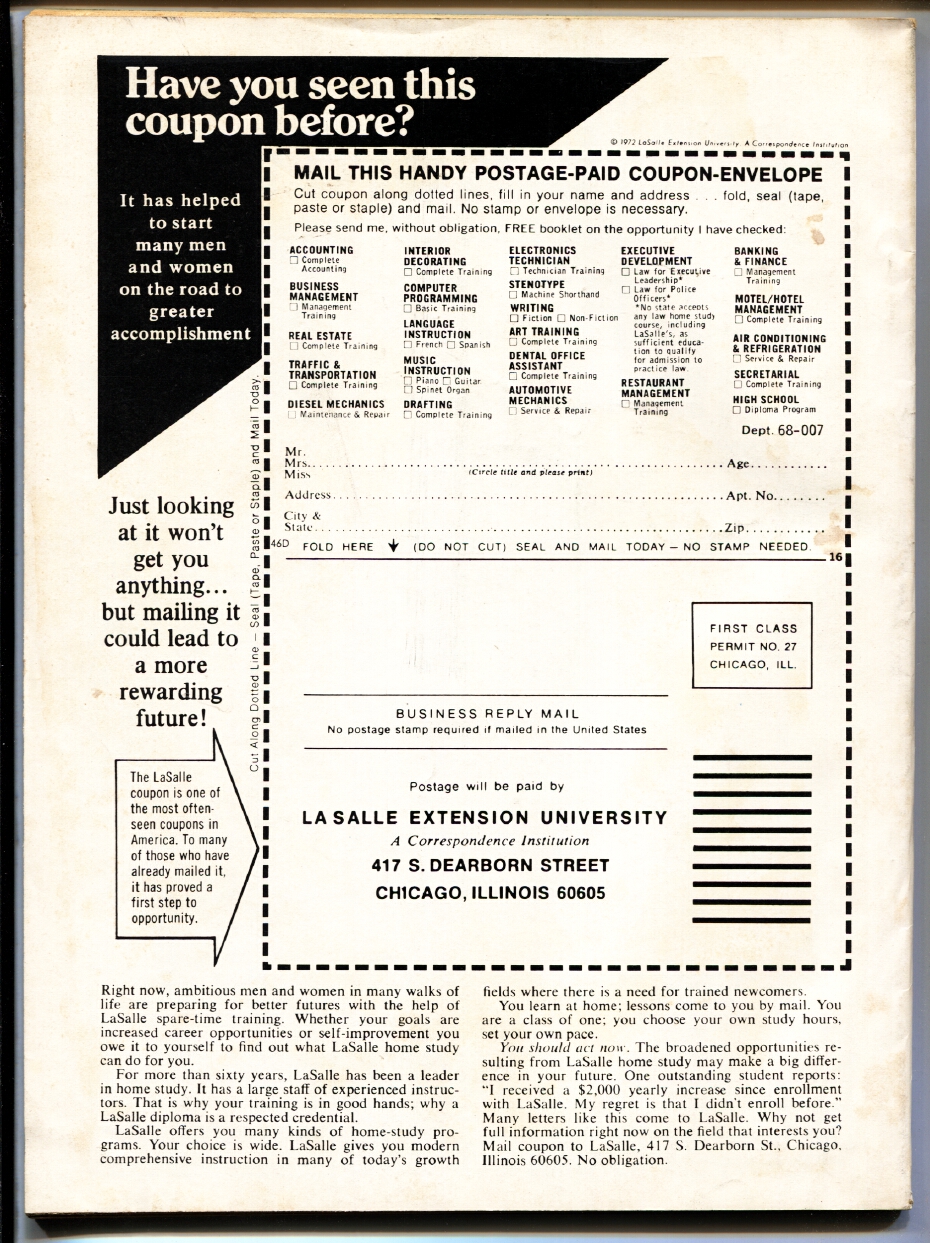 Have you seen this
coupon before?
© 1972 LaSalle Extension University A Correspondence Institution
It has helped
to start
many men
and women
on the road to
greater
accomplishment
MAIL THIS HANDY POSTAGE-PAID COUPON-ENVELOPE
Cut coupon along dotted lines, fill in your name and address . . . fold, seal (tape,
paste or staple) and mail. No stamp or envelope is necessary.
Please send me, without obligation, FREE booklet on the opportunity I have checked:
ACCOUNTING
☐ Complete
Accounting
BUSINESS
MANAGEMENT
☐ Management
Training
REAL ESTATE
☐ Complete Training
TRAFFIC &
TRANSPORTATION
☐ Complete Training
DIESEL MECHANICS
☐ Maintenance & Repair
INTERIOR
DECORATING
☐ Complete Training
COMPUTER
PROGRAMMING
☐ Basic Training
LANGUAGE
INSTRUCTION
☐ French ☐ Spanish
MUSIC
INSTRUCTION
☐ Piano ☐ Guitar
☐ Spinet Organ
DRAFTING
☐ Complete Training
ELECTRONICS
TECHNICIAN
☐ Technician Training
STENOTYPE
☐ Machine Shorthand
WRITING
☐ Fiction ☐ Non-Fiction
ART TRAINING
☐ Complete Training
DENTAL OFFICE
ASSISTANT
☐ Complete Training
AUTOMOTIVE
MECHANICS
☐ Service & Repair
EXECUTIVE
DEVELOPMENT
☐ Law for Executive
Leadership*
☐ Law for Police
Officers*
*No state accepts
any law home study
course, including
LaSalle's, as
sufficient educa-
tion to qualify
for admission to
practice law.
RESTAURANT
MANAGEMENT
☐ Management
Training
BANKING
& FINANCE
☐ Management
Training
MOTEL/HOTEL
MANAGEMENT
☐ Complete Training
AIR CONDITIONING
& REFRIGERATION
☐ Service & Repair
SECRETARIAL
☐ Complete Training
HIGH SCHOOL
☐ Diploma Program
Dept. 68-007
Mr.
Mrs. Age
Miss (Circle title and please print)
Address Apt. No.
City &
State Zip
46D FOLD HERE ↓ (DO NOT CUT) SEAL AND MAIL TODAY – NO STAMP NEEDED.
16
Cut Along Dotted Line – Seal (Tape, Paste or Staple) and Mail Today.
Just looking
at it won't
get you
anything...
but mailing it
could lead to
a more
rewarding
future!
The LaSalle
coupon is one of
the most often-
seen coupons in
America. To many
of those who have
already mailed it,
it has proved a
first step to
opportunity.
FIRST CLASS
PERMIT NO. 27
CHICAGO, ILL.
BUSINESS REPLY MAIL
No postage stamp required if mailed in the United States
Postage will be paid by
LA SALLE EXTENSION UNIVERSITY
A Correspondence Institution
417 S. DEARBORN STREET
CHICAGO, ILLINOIS 60605
Right now, ambitious men and women in many walks of
life are preparing for better futures with the help of
LaSalle spare-time training. Whether your goals are
increased career opportunities or self-improvement you
owe it to yourself to find out what LaSalle home study
can do for you.
For more than sixty years, LaSalle has been a leader
in home study. It has a large staff of experienced instruc-
tors. That is why your training is in good hands; why a
LaSalle diploma is a respected credential.
LaSalle offers you many kinds of home-study pro-
grams. Your choice is wide. LaSalle gives you modern
comprehensive instruction in many of today's growth
fields where there is a need for trained newcomers.
You learn at home; lessons come to you by mail. You
are a class of one; you choose your own study hours,
set your own pace.
You should act now. The broadened opportunities re-
sulting from LaSalle home study may make a big differ-
ence in your future. One outstanding student reports:
"I received a $2,000 yearly increase since enrollment
with LaSalle. My regret is that I didn't enroll before."
Many letters like this come to LaSalle. Why not get
full information right now on the field that interests you?
Mail coupon to LaSalle, 417 S. Dearborn St., Chicago,
Illinois 60605. No obligation.